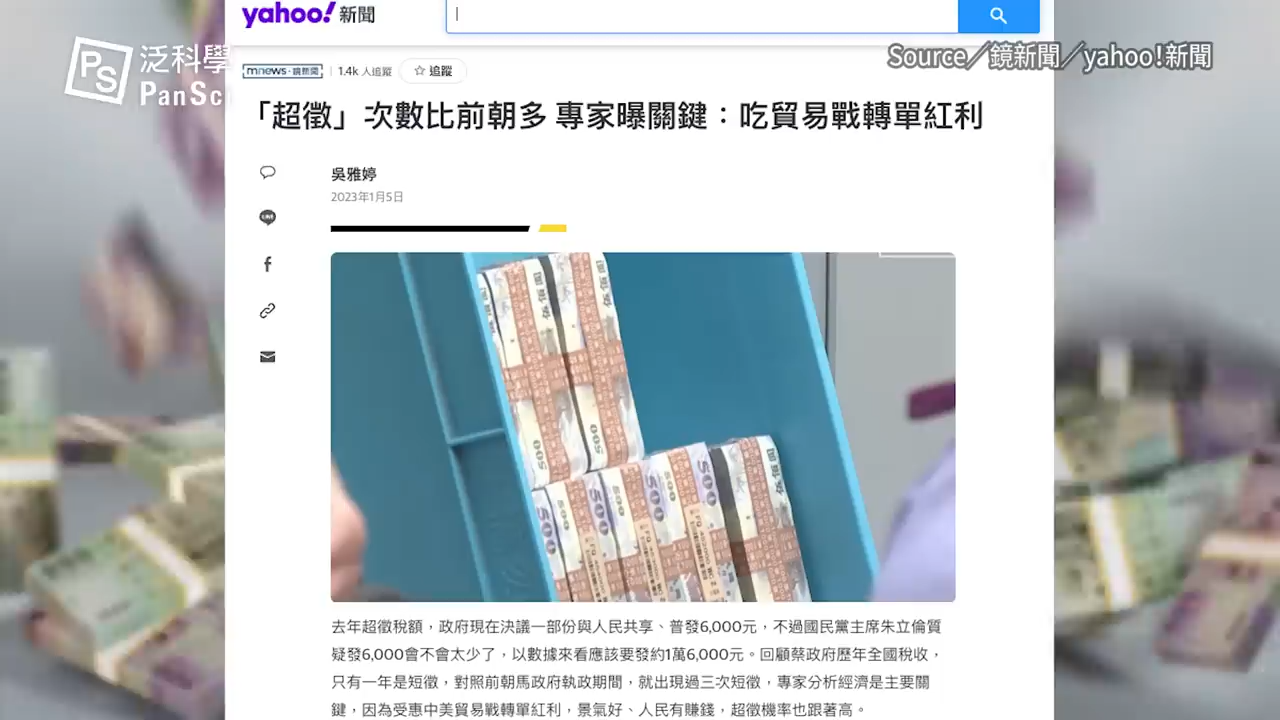 yahoo! 新聞
Source／鏡新聞／yahoo!新聞
PS 泛科學
PanSci
mnews·鏡新聞 | 1.4k 人追蹤 ☆ 追蹤
「超徵」次數比前朝多 專家曝關鍵：吃貿易戰轉單紅利
吳雅婷
2023年1月5日
伍佰圓
500
500
500
伍佰圓
去年超徵稅額，政府現在決議一部份與人民共享、普發6,000元，不過國民黨主席朱立倫質
疑發6,000會不會太少了，以數據來看應該要發約1萬6,000元。回顧蔡政府歷年全國稅收，
只有一年是短徵，對照前朝馬政府執政期間，就出現過三次短徵，專家分析經濟是主要關
鍵，因為受惠中美貿易戰轉單紅利，景氣好、人民有賺錢，超徵機率也跟著高。